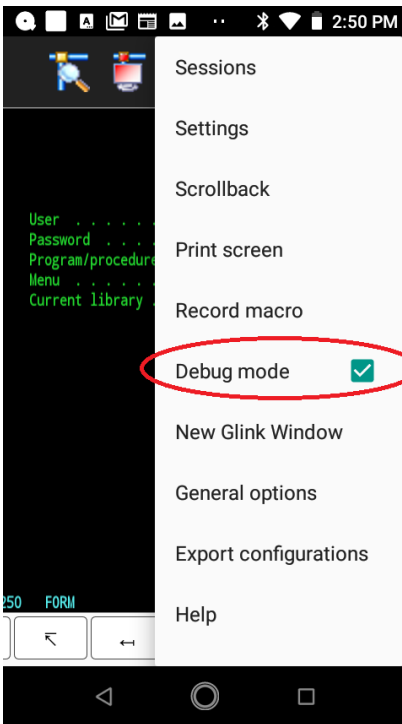 2:50 PM
Sessions
Settings
Scrollback
Print screen
User . . . . . .
Password . . . .
Program/procedure
Menu . . . . . .
Current library .
Record macro
Debug mode
New Glink Window
General options
Export configurations
250 FORM
Help